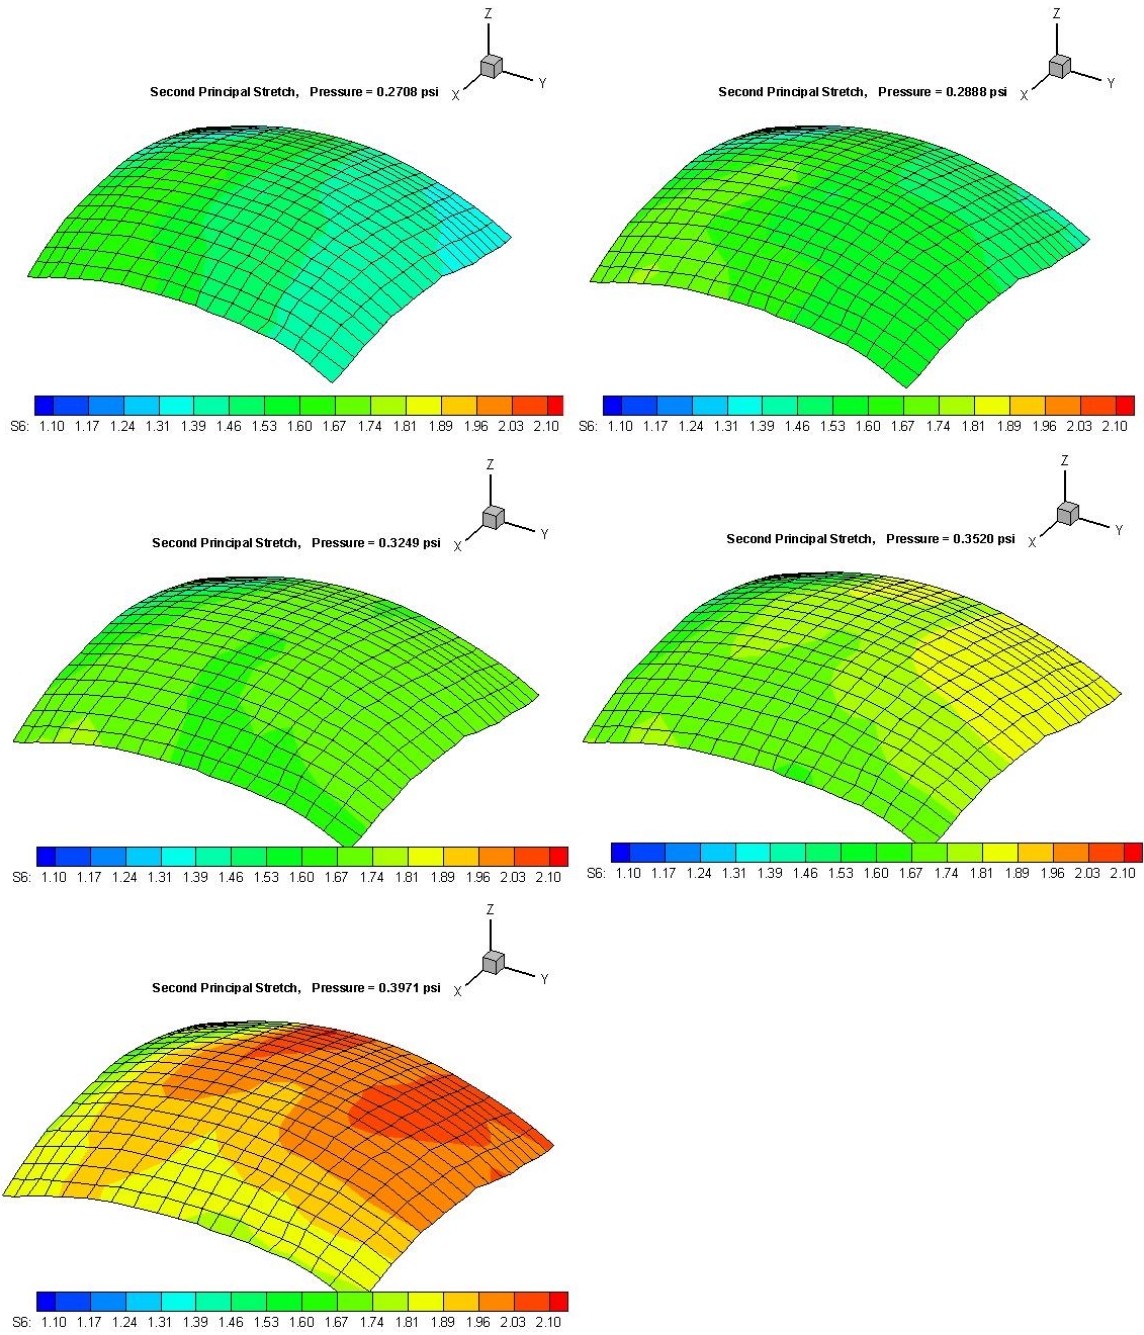 Z
X
Y
Second Principal Stretch, Pressure = 0.2708 psi
S6: 1.10 1.17 1.24 1.31 1.39 1.46 1.53 1.60 1.67 1.74 1.81 1.89 1.96 2.03 2.10
Z
X
Y
Second Principal Stretch, Pressure = 0.2888 psi
S6: 1.10 1.17 1.24 1.31 1.39 1.46 1.53 1.60 1.67 1.74 1.81 1.89 1.96 2.03 2.10
Z
X
Y
Second Principal Stretch, Pressure = 0.3249 psi
S6: 1.10 1.17 1.24 1.31 1.39 1.46 1.53 1.60 1.67 1.74 1.81 1.89 1.96 2.03 2.10
Z
X
Y
Second Principal Stretch, Pressure = 0.3520 psi
S6: 1.10 1.17 1.24 1.31 1.39 1.46 1.53 1.60 1.67 1.74 1.81 1.89 1.96 2.03 2.10
Z
X
Y
Second Principal Stretch, Pressure = 0.3971 psi
S6: 1.10 1.17 1.24 1.31 1.39 1.46 1.53 1.60 1.67 1.74 1.81 1.89 1.96 2.03 2.10